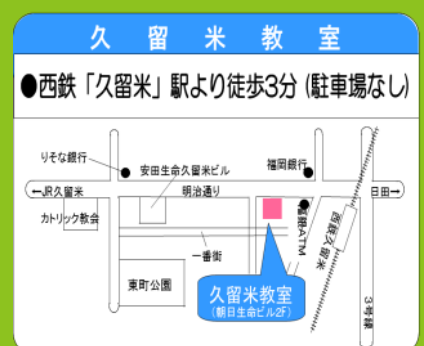 久留米教室
●西鉄「久留米」駅より徒歩3分(駐車場なし)
りそな銀行
安田生命久留米ビル
福岡銀行
←JR久留米
明治通り
日田→
カトリック教会
福銀ATM
西鉄久留米
一番街
東町公園
久留米教室
(朝日生命ビル2F)
3号線